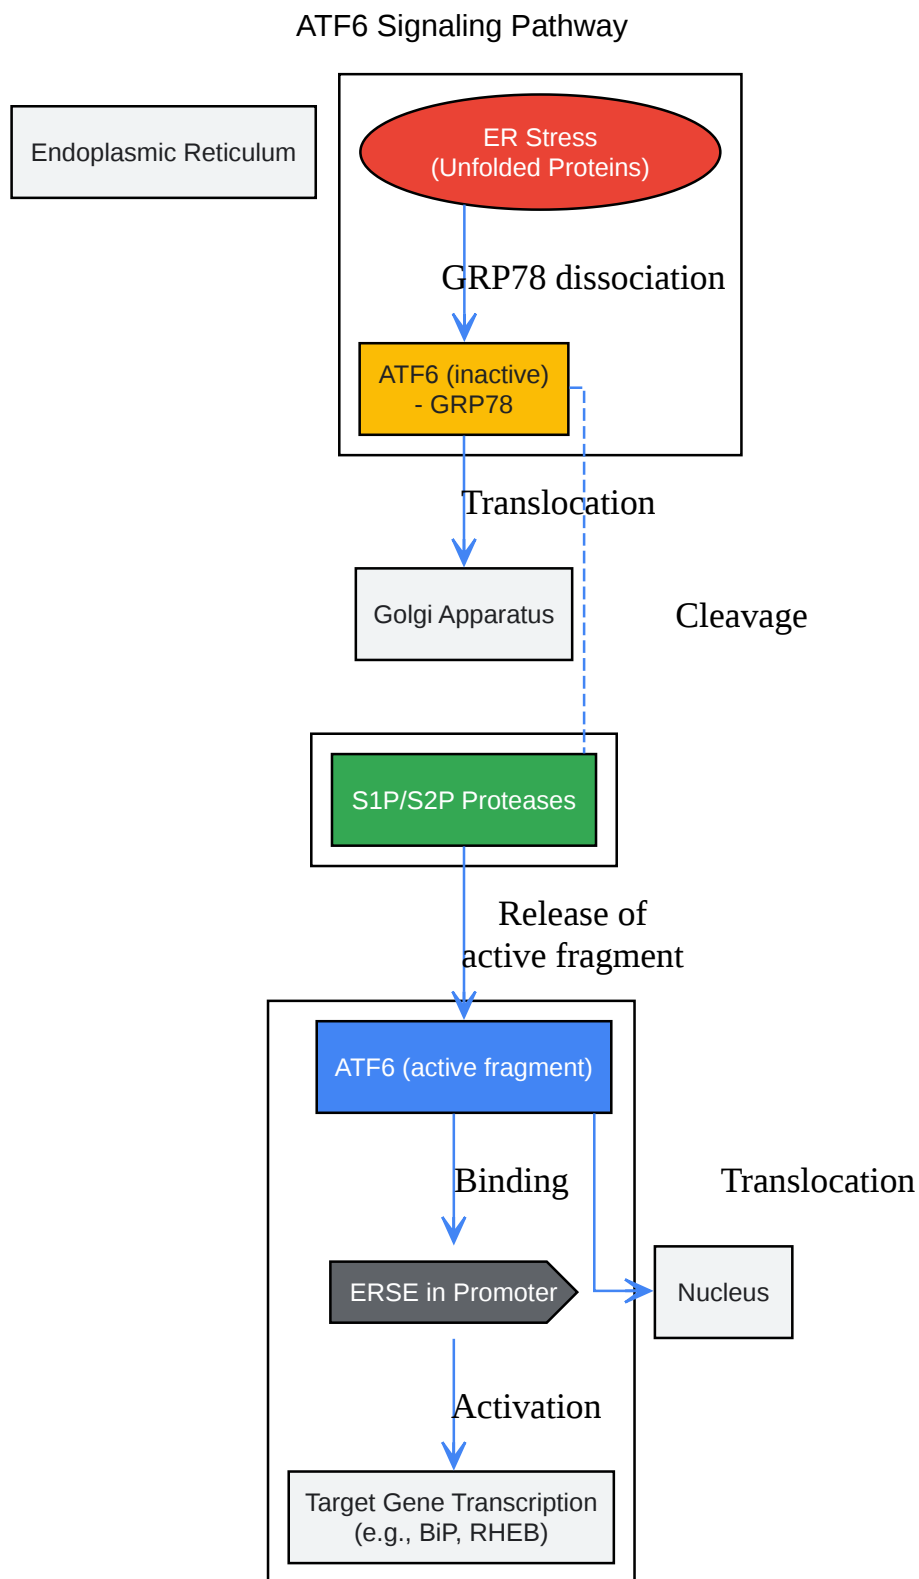 ATF6 Signaling Pathway
Endoplasmic Reticulum
ER Stress
(Unfolded Proteins)
GRP78 dissociation
ATF6 (inactive)
- GRP78
Translocation
Golgi Apparatus
Cleavage
S1P/S2P Proteases
Release of
active fragment
ATF6 (active fragment)
Binding
Translocation
ERSE in Promoter
Nucleus
Activation
Target Gene Transcription
(e.g., BiP, RHEB)